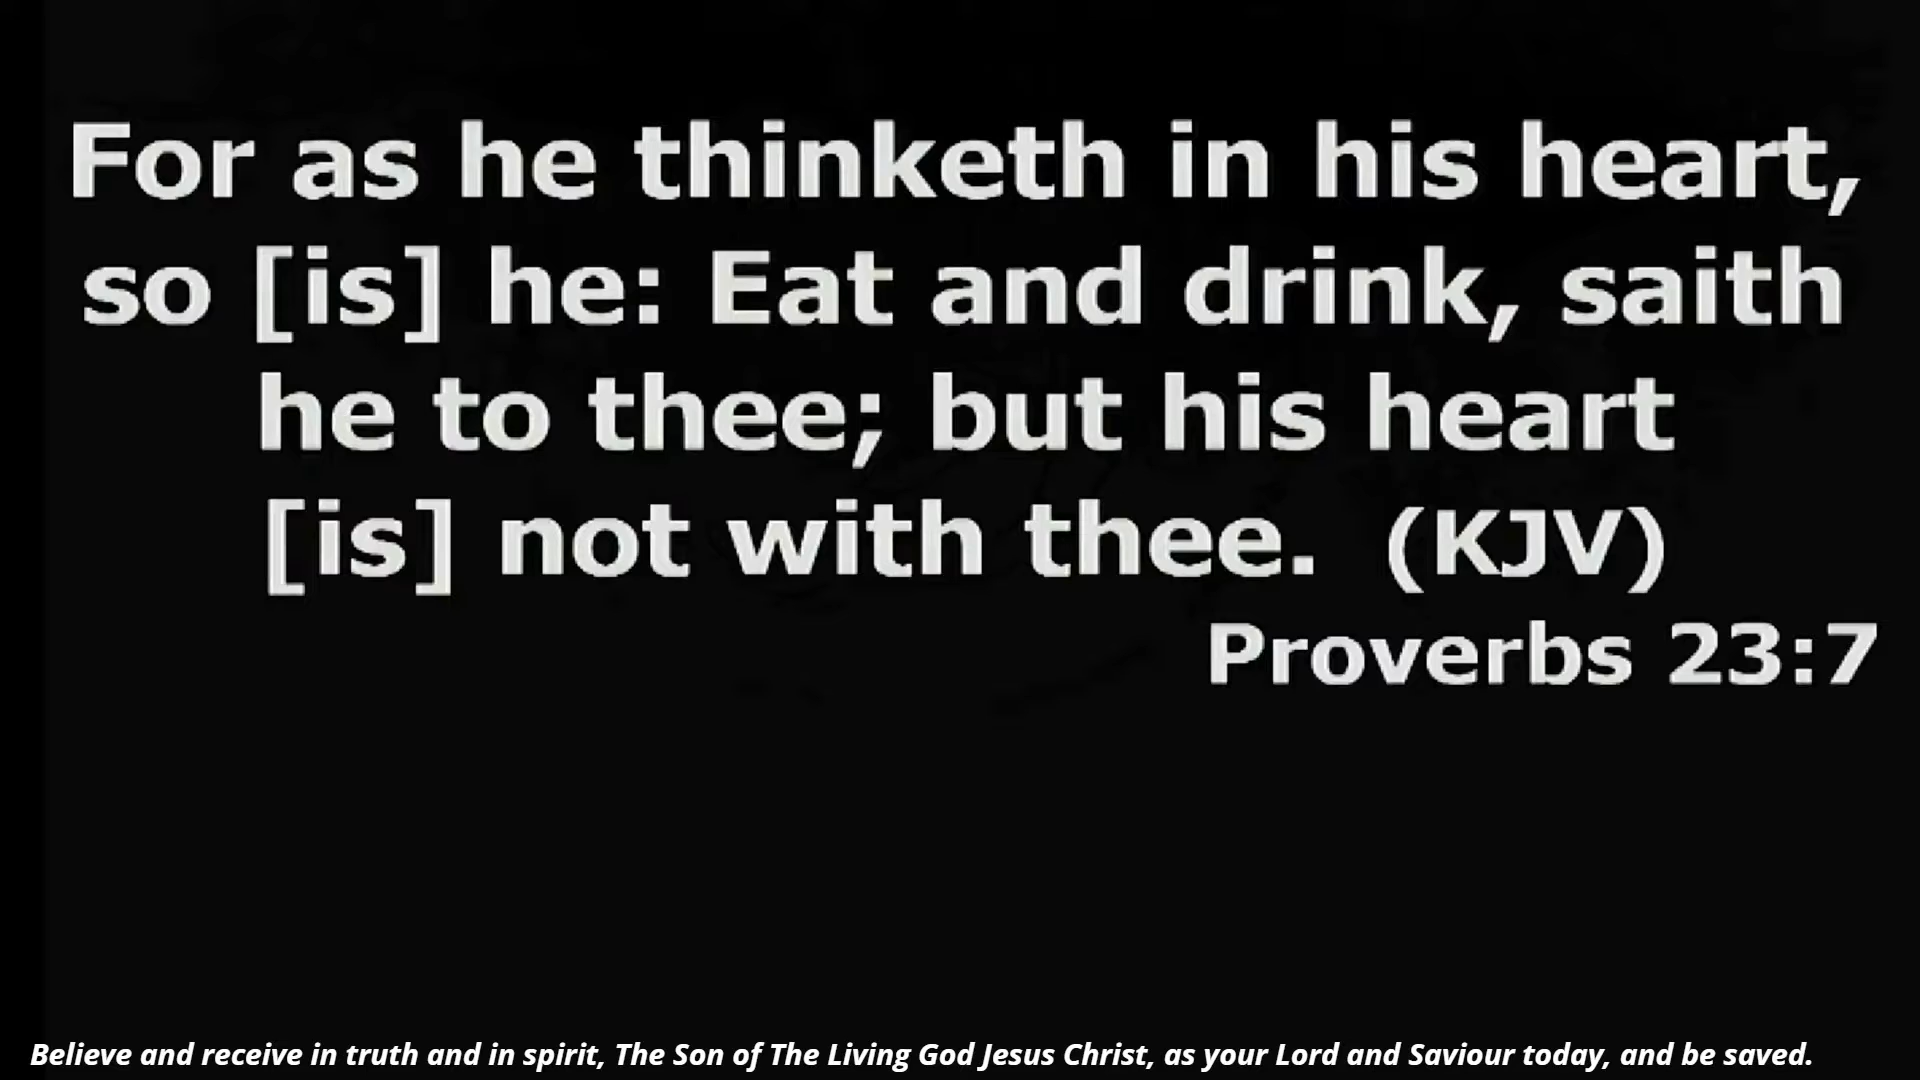 For as he thinketh in his heart,
so [is] he: Eat and drink, saith
he to thee; but his heart
[is] not with thee. (KJV)
Proverbs 23:7
Believe and receive in truth and in spirit, The Son of The Living God Jesus Christ, as your Lord and Saviour today, and be saved.